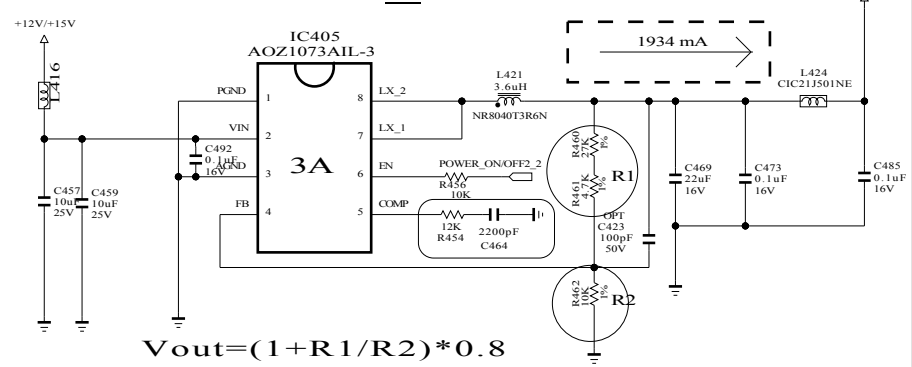 +12V/+15V
L416
IC405
AOZ1073AIL-3
1934 mA
L421
3.6uH
NR8040T3R6N
L424
CIC21J501NE
PGND
1
8
LX_2
VIN
2
7
LX_1
C492
0.1uF
16V
AGND
3
3A
6
EN
POWER_ON/OFF2_2
R456
10K
FB
4
5
COMP
12K
R454
2200pF
C464
C457
10uF
25V
C459
10uF
25V
R460
27K
1%
R461
4.7K
1%
R1
OPT
C423
100pF
50V
C469
22uF
16V
C473
0.1uF
16V
C485
0.1uF
16V
R462
10K
1%
R2
Vout=(1+R1/R2)*0.8